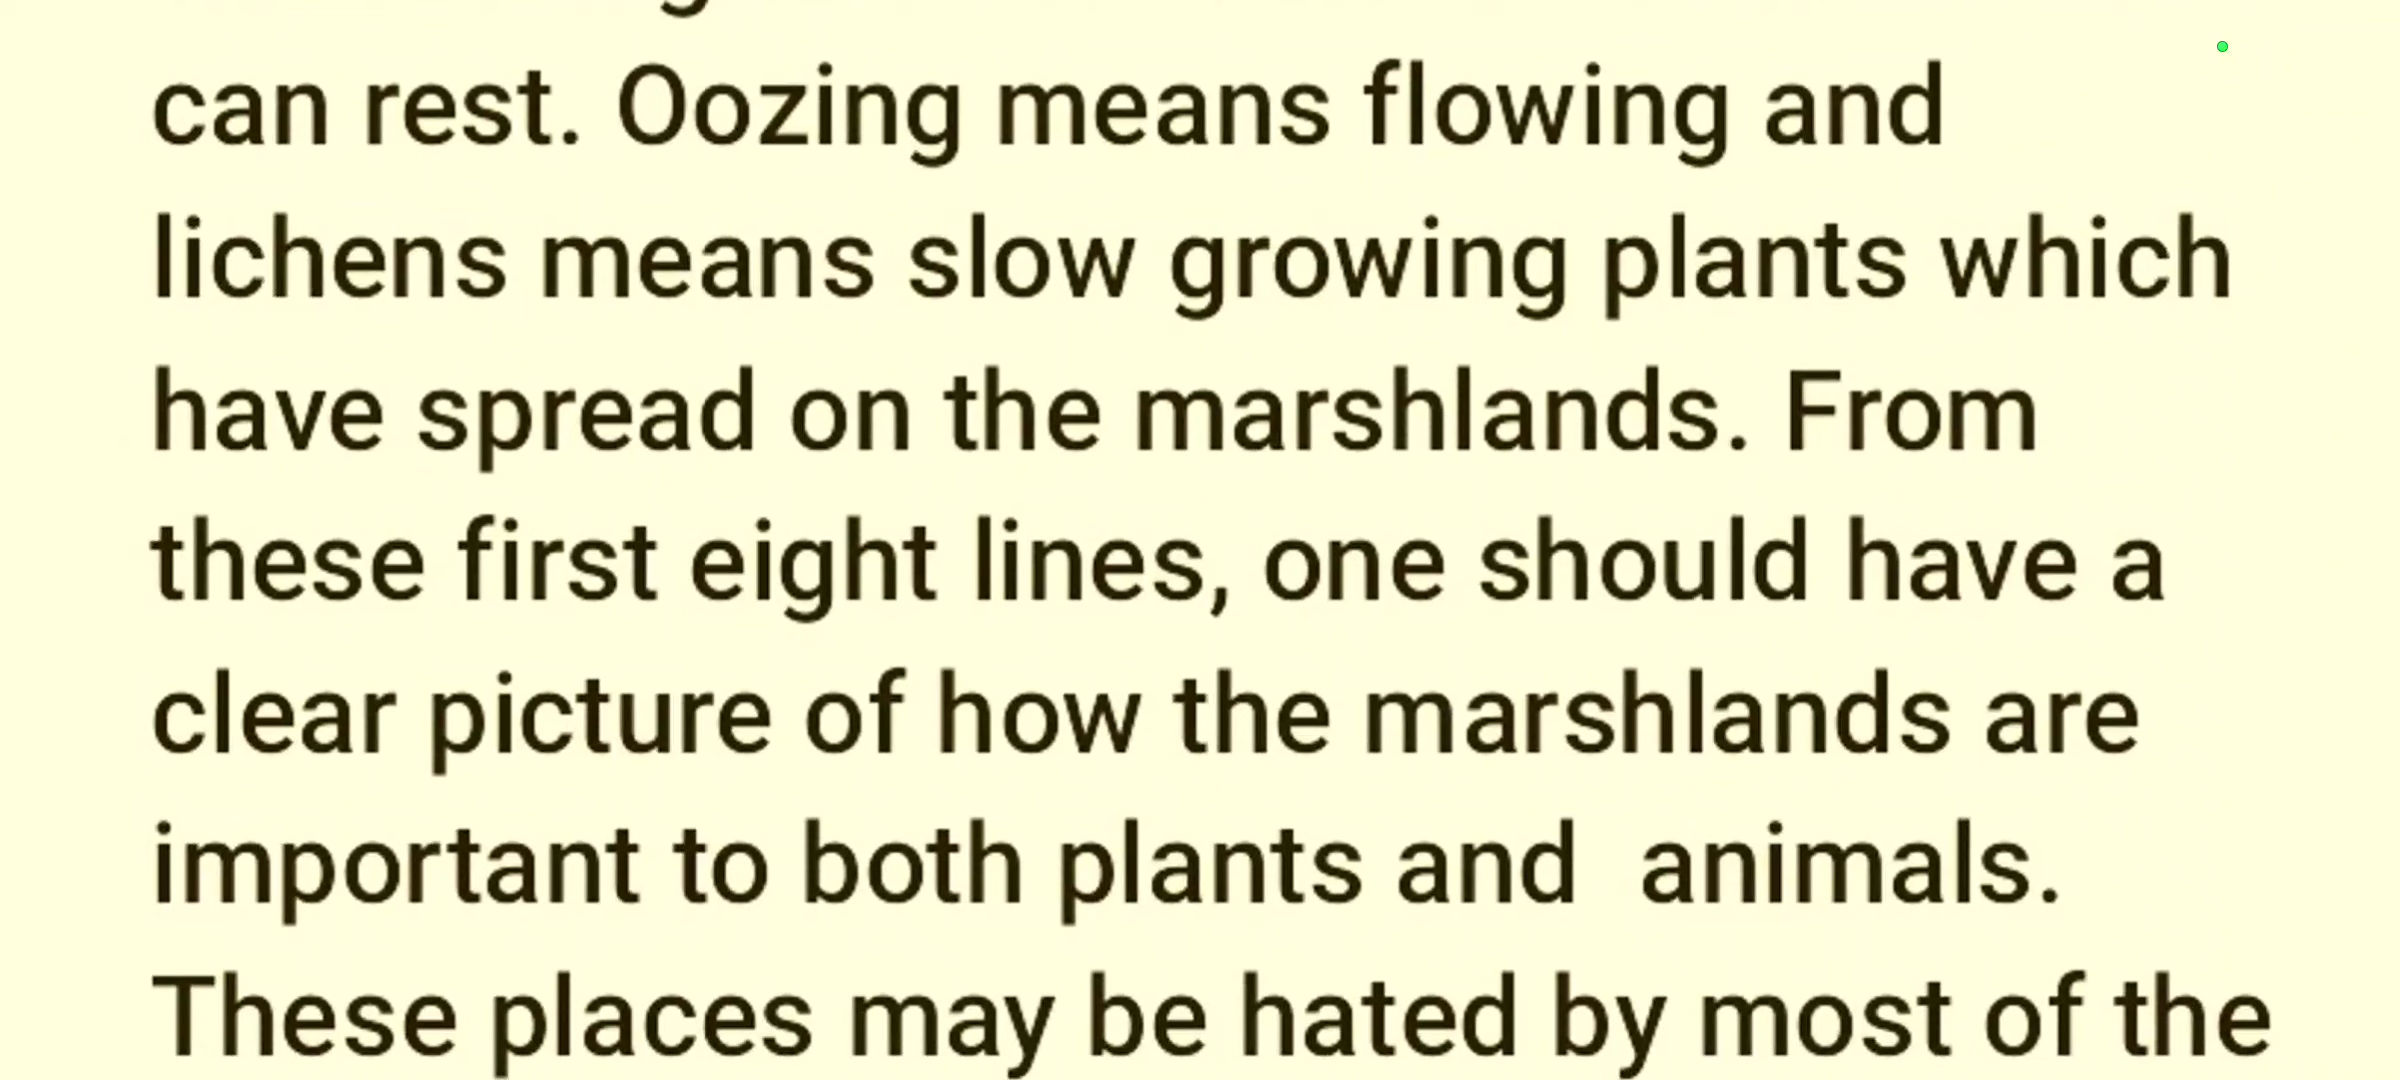 can rest. Oozing means flowing and
lichens means slow growing plants which
have spread on the marshlands. From
these first eight lines, one should have a
clear picture of how the marshlands are
important to both plants and  animals.
These places may be hated by most of the